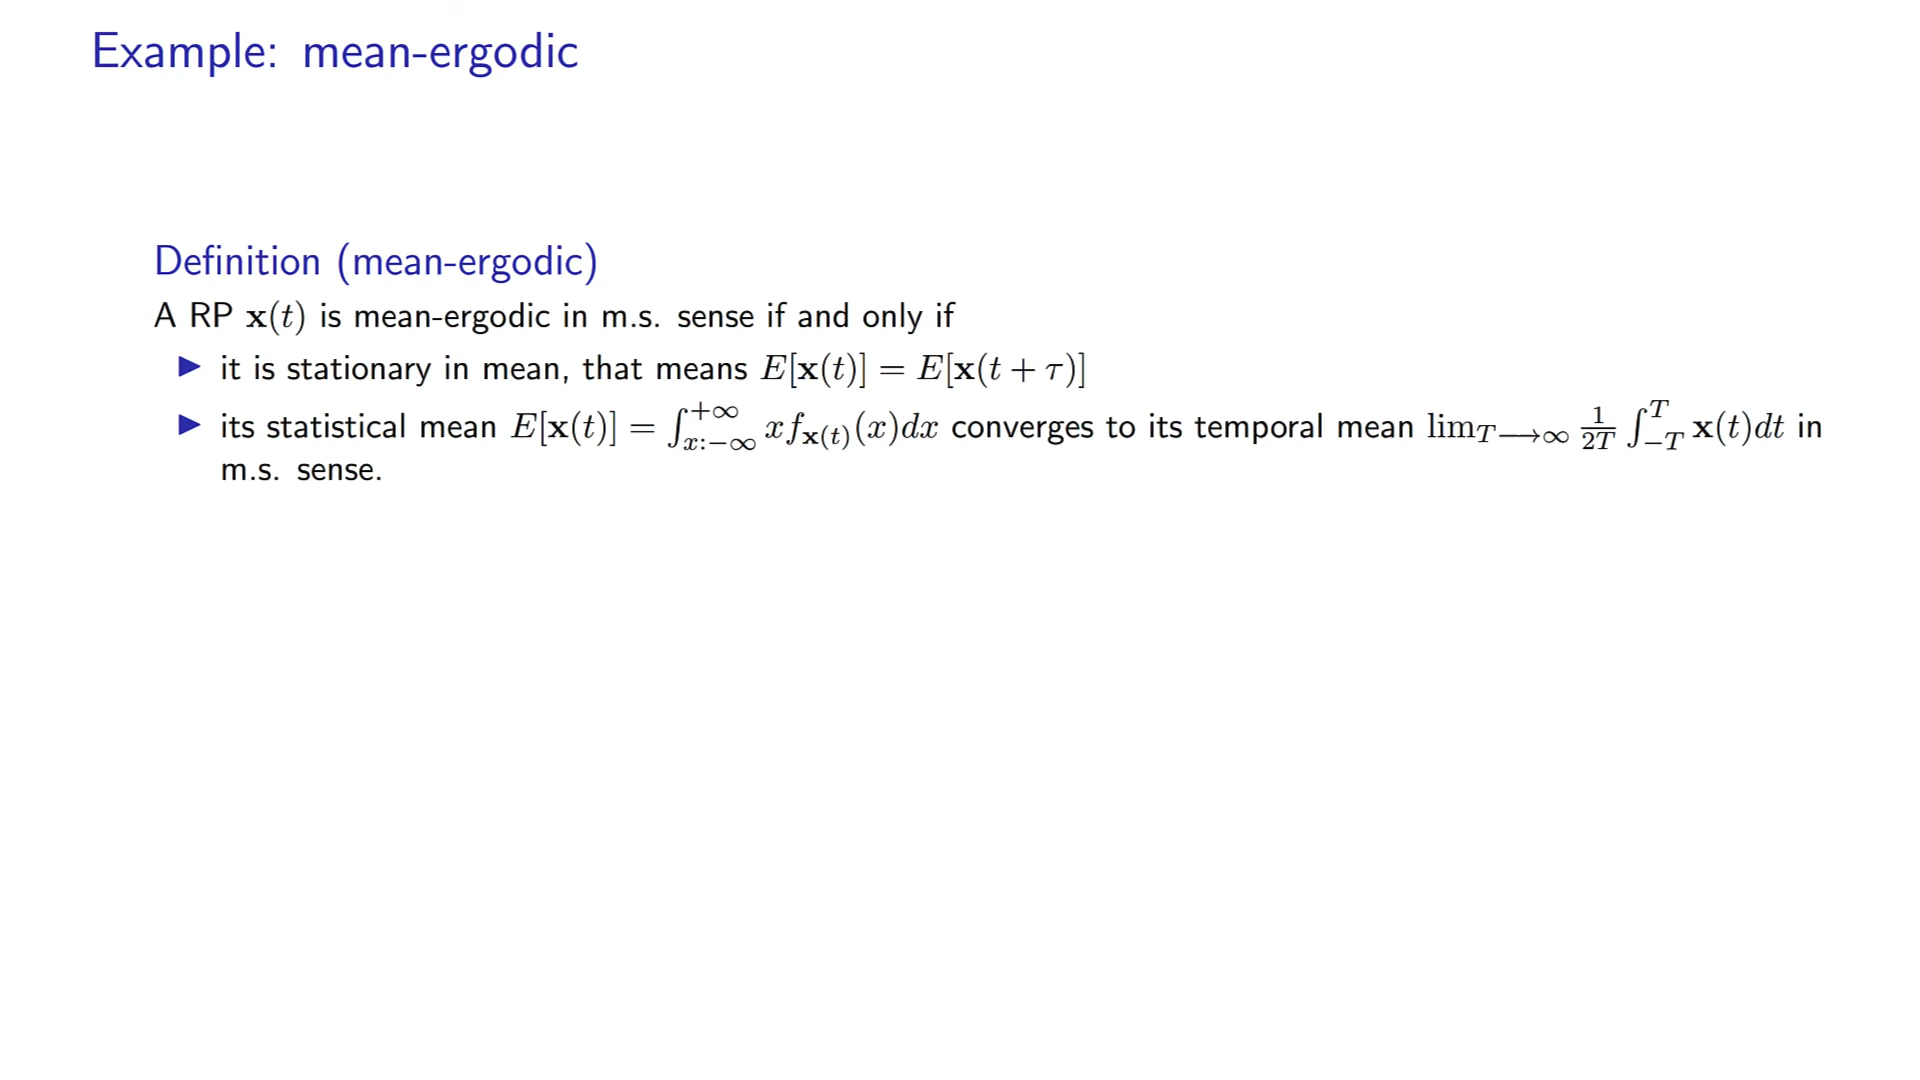 Example: mean-ergodic
Definition (mean-ergodic)
A RP x(t) is mean-ergodic in m.s. sense if and only if
▶ it is stationary in mean, that means E[x(t)] = E[x(t + τ)]
▶ its statistical mean E[x(t)] = ∫_{x:−∞}^{+∞} x f_{x(t)}(x)dx converges to its temporal mean lim_{T⟶∞} \frac{1}{2T} ∫_{−T}^{T} x(t)dt in
m.s. sense.